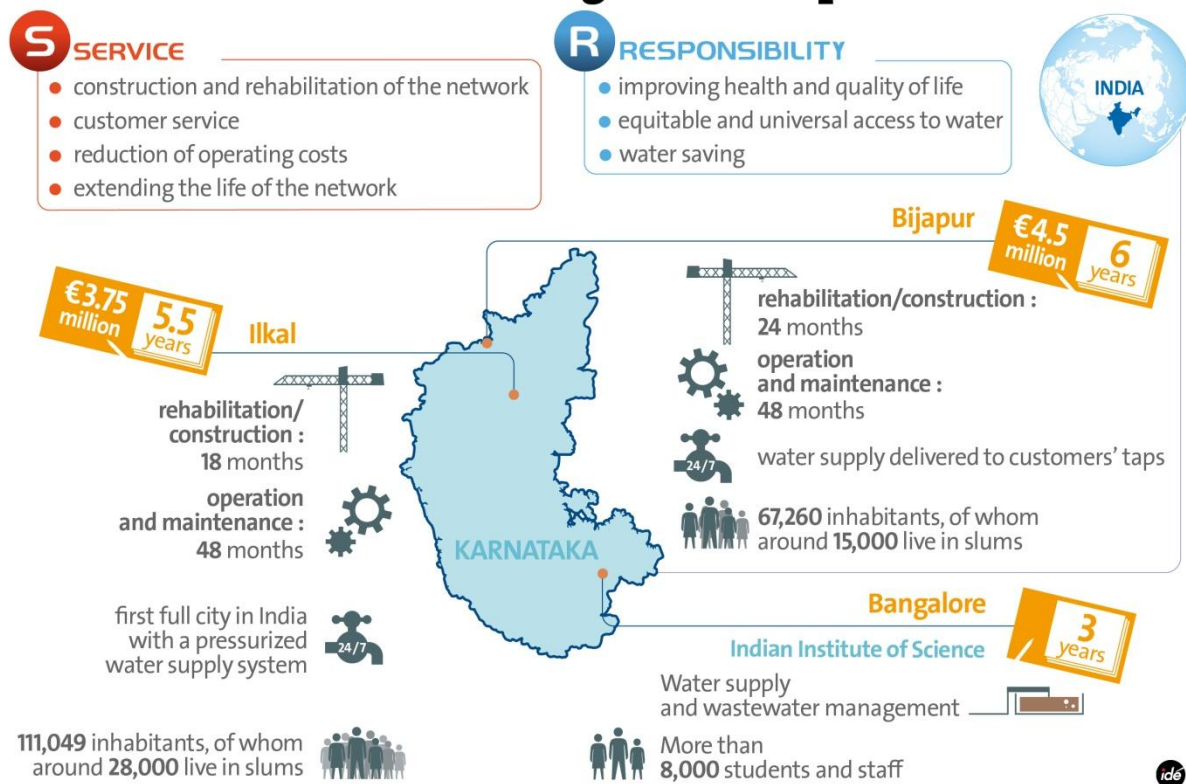 S SERVICE
construction and rehabilitation of the network
customer service
reduction of operating costs
extending the life of the network
R RESPONSIBILITY
improving health and quality of life
equitable and universal access to water
water saving
INDIA
Bijapur
€4.5
million
6
years
rehabilitation/construction :
24 months
operation
and maintenance :
48 months
24/7
water supply delivered to customers' taps
67,260 inhabitants, of whom
around 15,000 live in slums
€3.75
million
5.5
years
Ilkal
rehabilitation/
construction :
18 months
operation
and maintenance :
48 months
first full city in India
with a pressurized
water supply system
24/7
111,049 inhabitants, of whom
around 28,000 live in slums
KARNATAKA
Bangalore
3
years
Indian Institute of Science
Water supply
and wastewater management
More than
8,000 students and staff
idé